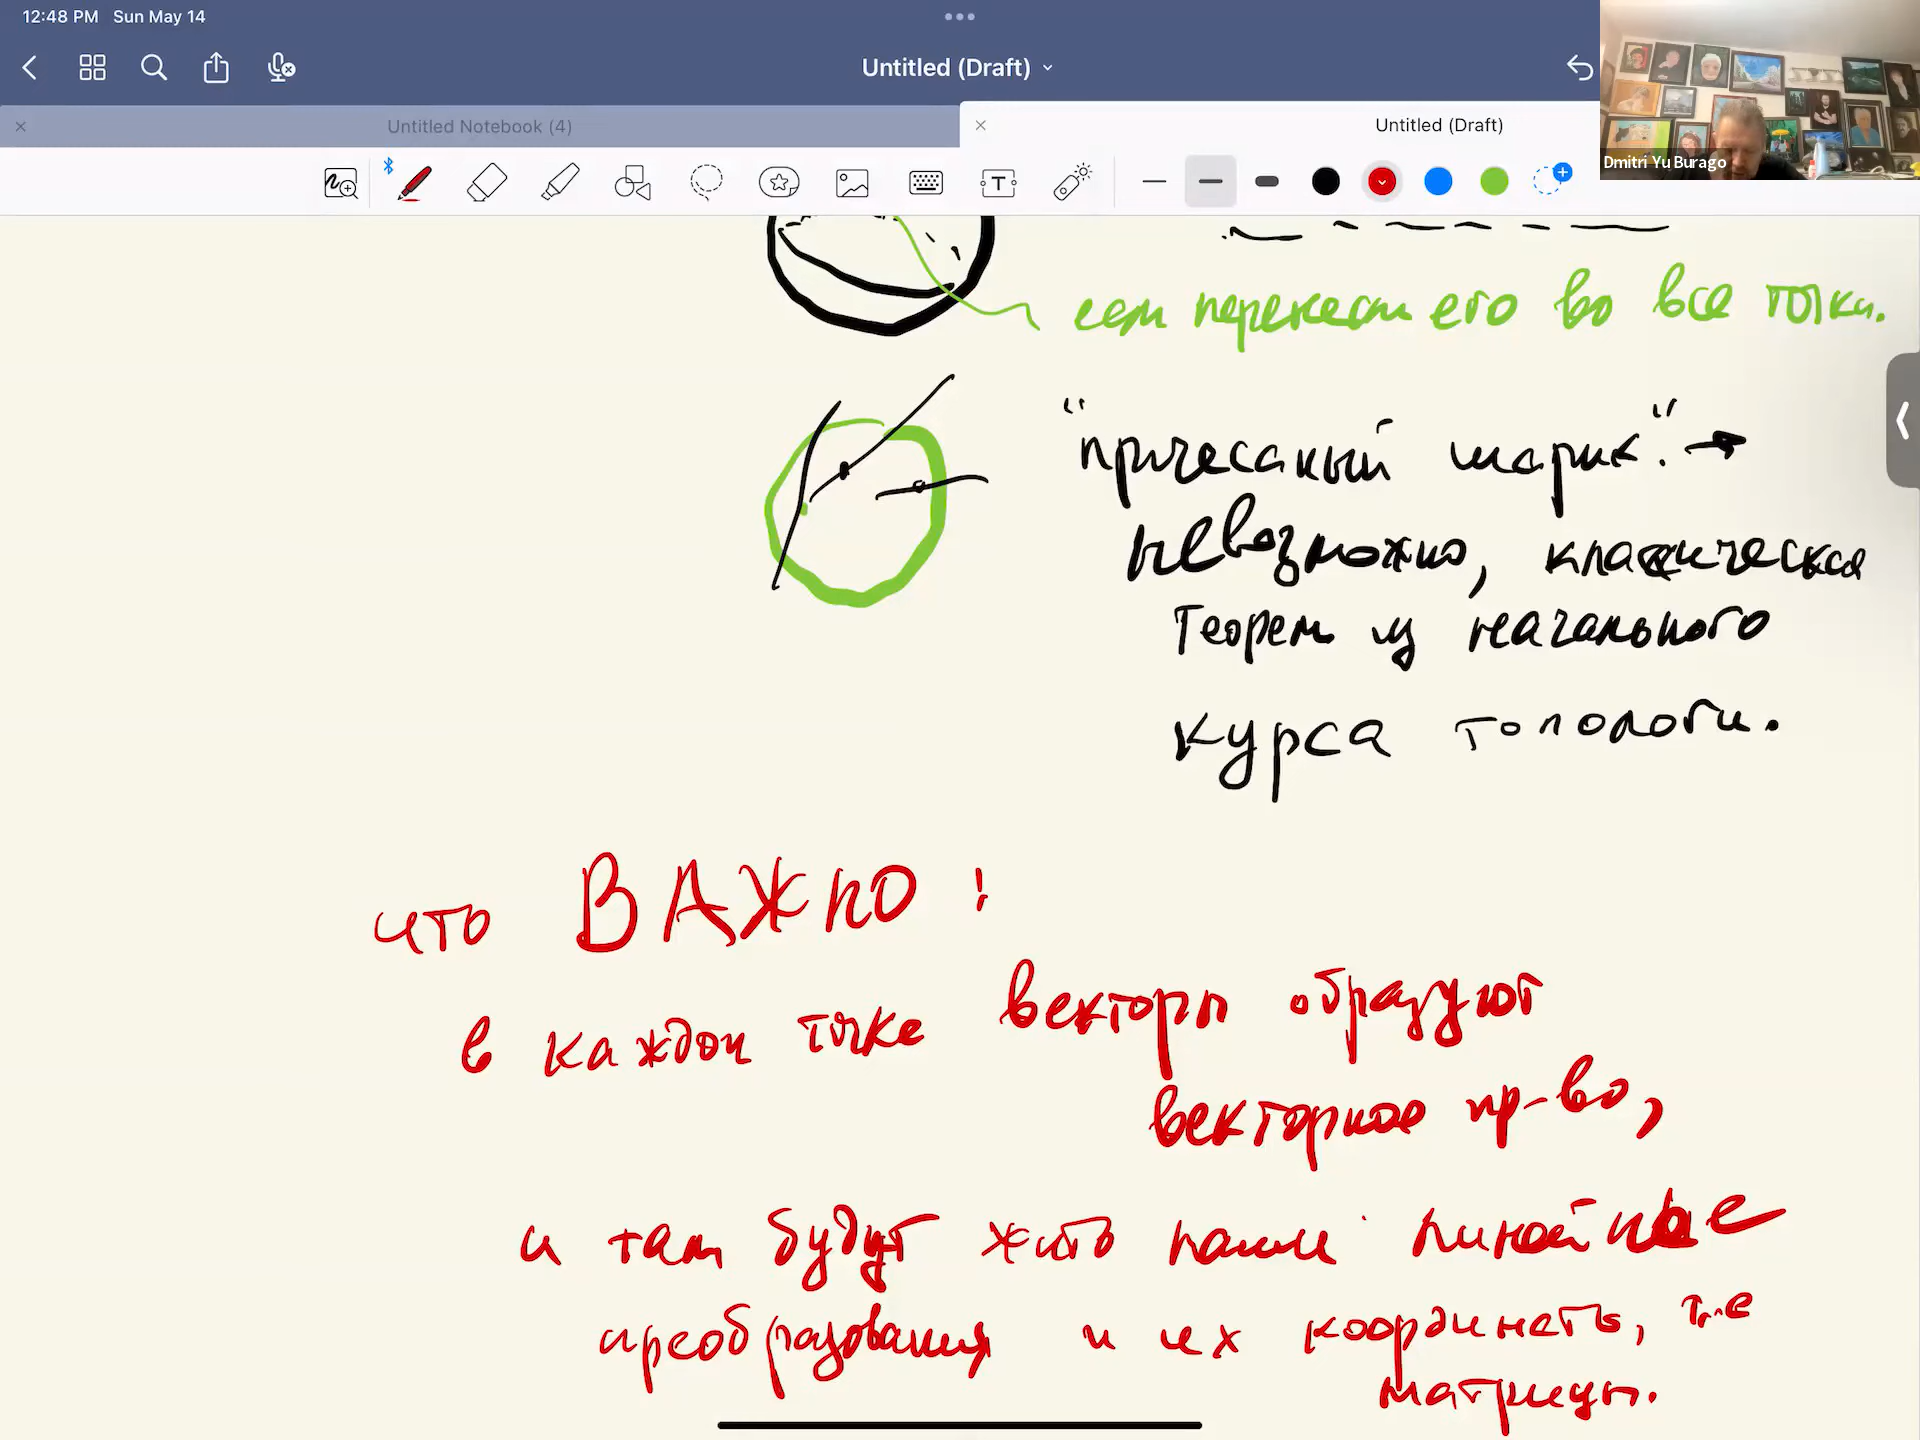 12:48 PM Sun May 14
Untitled (Draft)
Untitled Notebook (4)
Untitled (Draft)
Dmitri Yu Burago
если перенести его во все точки.
"причесаный шарик". →
невозможно, классическая
теорема из начального
курса топологи.
что ВАЖНО!
в каждой точке векторы образуют
векторное пр-во,
и там будут жить наши линейные
преобразования и их координаты, т.е
матрицы.